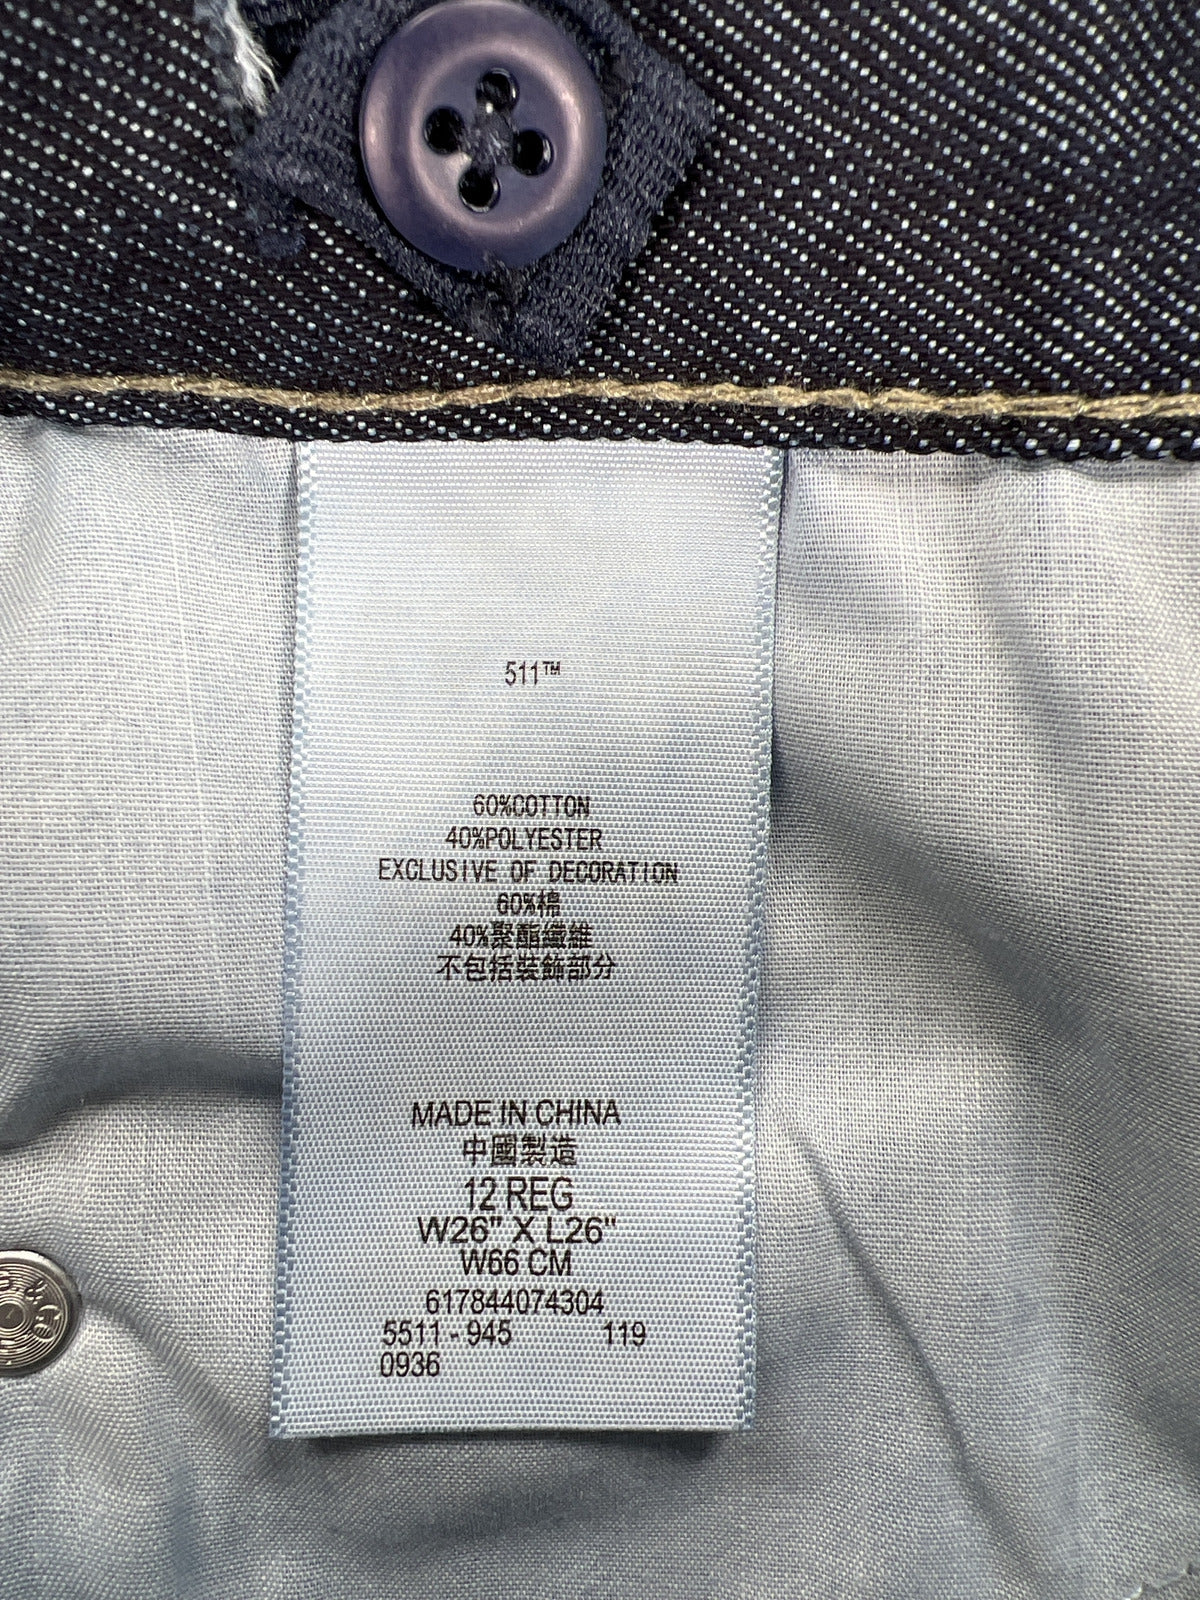 511™
60%COTTON
40%POLYESTER
EXCLUSIVE OF DECORATION
60%棉
40%聚酯纖維
不包括裝飾部分
MADE IN CHINA
中國製造
12 REG
W26" X L26"
W66 CM
617844074304
5511 - 945 119
0936